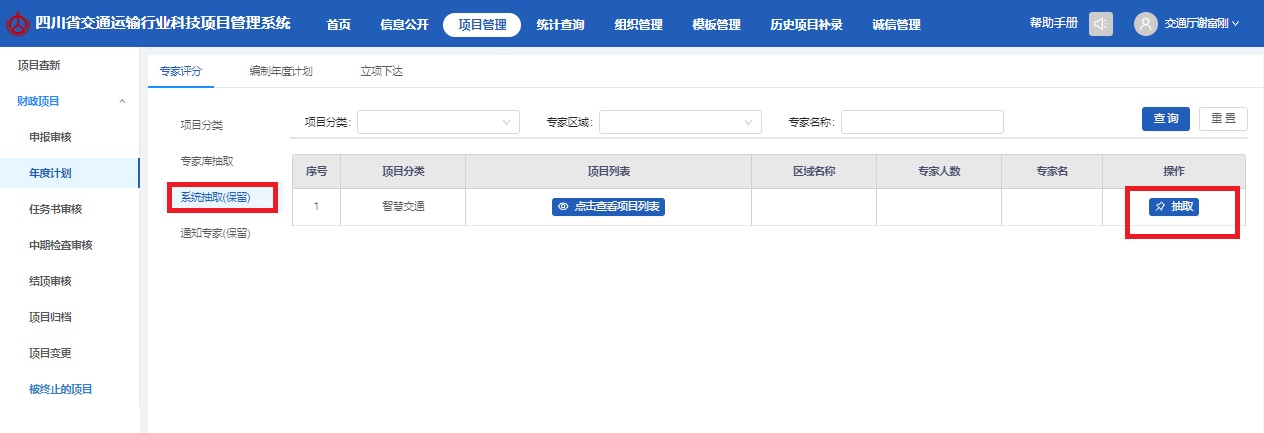 四川省交通运输行业科技项目管理系统 首页 信息公开 项目管理 统计查询 组织管理 模板管理 历史项目补录 诚信管理 帮助手册 交通厅谢富刚
项目查新
财政项目
申报审核
年度计划
任务书审核
中期检查审核
结顶审核
项目归档
项目变更
被终止的项目
专家评分 编制年度计划 立项下达
项目分类
专家库抽取
系统抽取(保留)
通知专家(保留)
项目分类: 专家区域: 专家名称: 查询 重置
序号 项目分类 项目列表 区域名称 专家人数 专家名 操作
1 智慧交通 点击查看项目列表 抽取